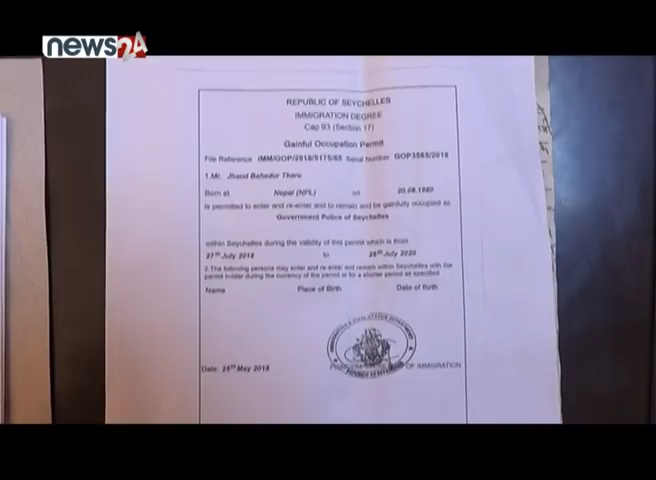 news24
REPUBLIC OF SEYCHELLES
IMMIGRATION DEGREE
Cap 93 (Section 17)
Gainful Occupation Permit
File Reference IMM/GOP/2018/5175/65 Serial Number GOP3565/2018
1.Mr. Jhand Bahadur Tharu
Born at Nepal (NPL) on 20.08.1980
is permitted to enter and re-enter and to remain and be gainfully occupied as
Government Police of Seychelles
within Seychelles during the validity of this permit which is from
27th July 2018 to 26th July 2020
2.The following persons may enter and re-enter and remain within Seychelles with the
permit holder during the currency of the permit or for a shorter period as specified
Name Place of Birth Date of Birth
Date: 25th May 2018 OF IMMIGRATION